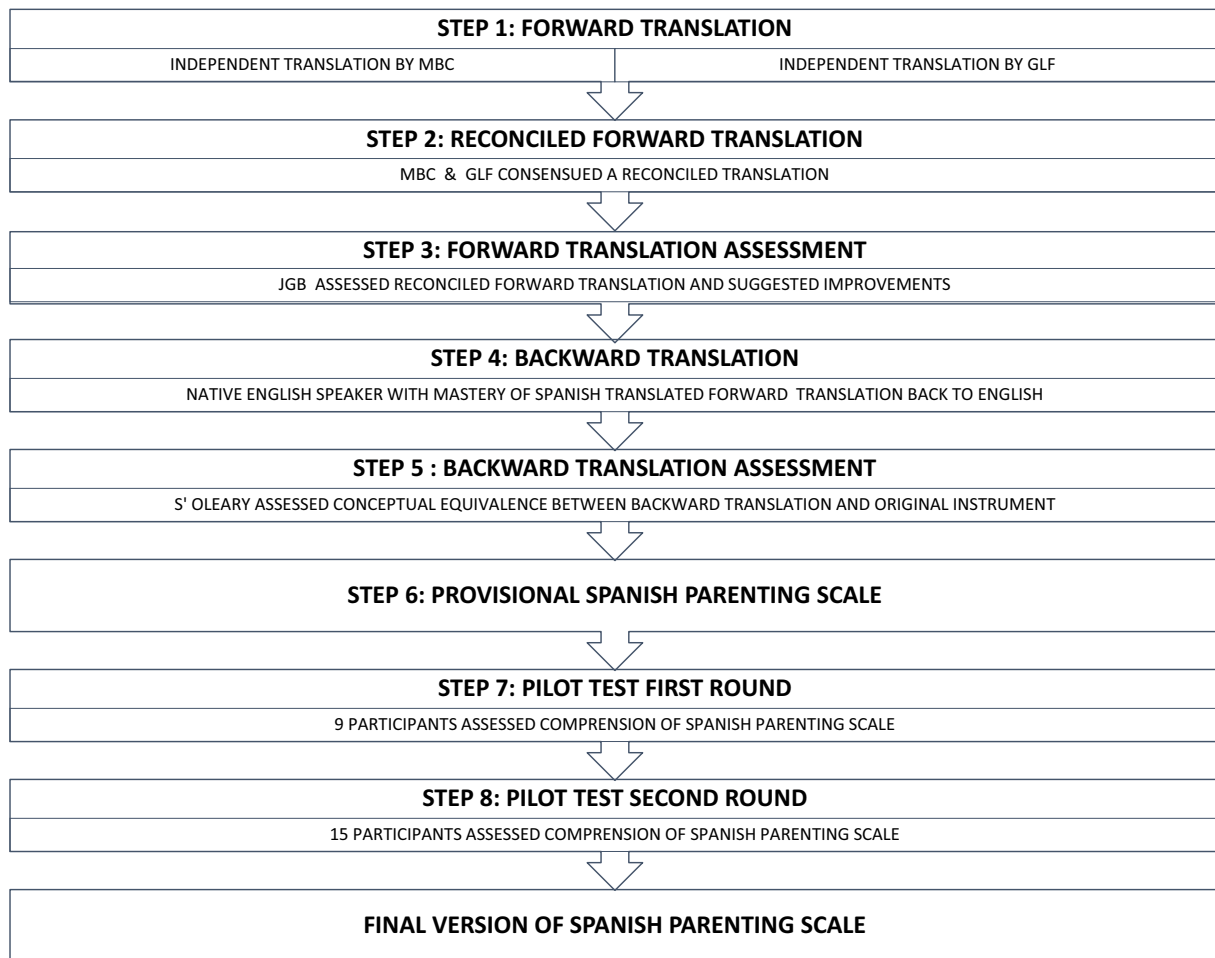 STEP 1: FORWARD TRANSLATION
INDEPENDENT TRANSLATION BY MBC
INDEPENDENT TRANSLATION BY GLF
STEP 2: RECONCILED FORWARD TRANSLATION
MBC & GLF CONSENSUED A RECONCILED TRANSLATION
STEP 3: FORWARD TRANSLATION ASSESSMENT
JGB ASSESSED RECONCILED FORWARD TRANSLATION AND SUGGESTED IMPROVEMENTS
STEP 4: BACKWARD TRANSLATION
NATIVE ENGLISH SPEAKER WITH MASTERY OF SPANISH TRANSLATED FORWARD TRANSLATION BACK TO ENGLISH
STEP 5 : BACKWARD TRANSLATION ASSESSMENT
S' OLEARY ASSESSED CONCEPTUAL EQUIVALENCE BETWEEN BACKWARD TRANSLATION AND ORIGINAL INSTRUMENT
STEP 6: PROVISIONAL SPANISH PARENTING SCALE
STEP 7: PILOT TEST FIRST ROUND
9 PARTICIPANTS ASSESSED COMPRENSION OF SPANISH PARENTING SCALE
STEP 8: PILOT TEST SECOND ROUND
15 PARTICIPANTS ASSESSED COMPRENSION OF SPANISH PARENTING SCALE
FINAL VERSION OF SPANISH PARENTING SCALE